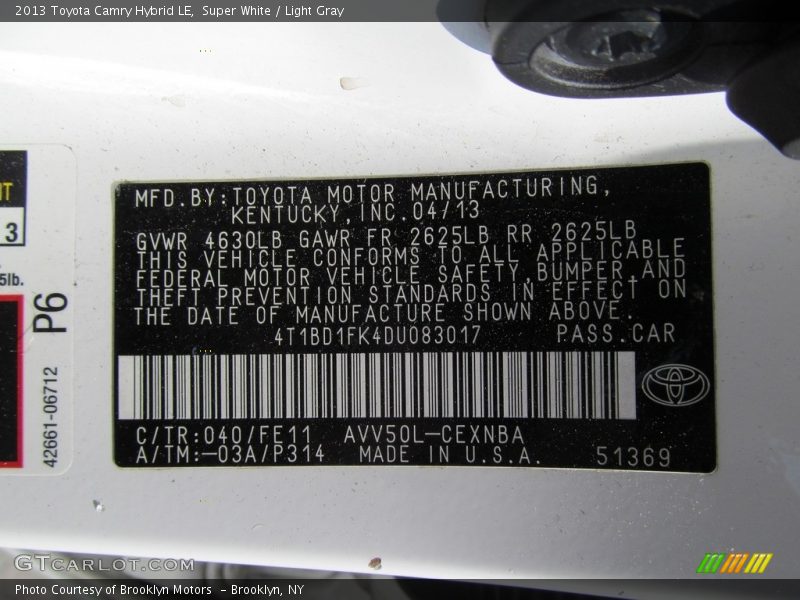 2013 Toyota Camry Hybrid LE, Super White / Light Gray
3
5lb.
P6
42661-06712
MFD.BY:TOYOTA MOTOR MANUFACTURING,
KENTUCKY,INC.04/13
GVWR 4630LB GAWR FR 2625LB RR 2625LB
THIS VEHICLE CONFORMS TO ALL APPLICABLE
FEDERAL MOTOR VEHICLE SAFETY,BUMPER,AND
THEFT PREVENTION STANDARDS IN EFFECT ON
THE DATE OF MANUFACTURE SHOWN ABOVE.
4T1BD1FK4DU083017 PASS.CAR
C/TR:040/FE11 AVV50L-CEXNBA
A/TM:-03A/P314 MADE IN U.S.A. 51369
GTCARLOT.COM
Photo Courtesy of Brooklyn Motors - Brooklyn, NY